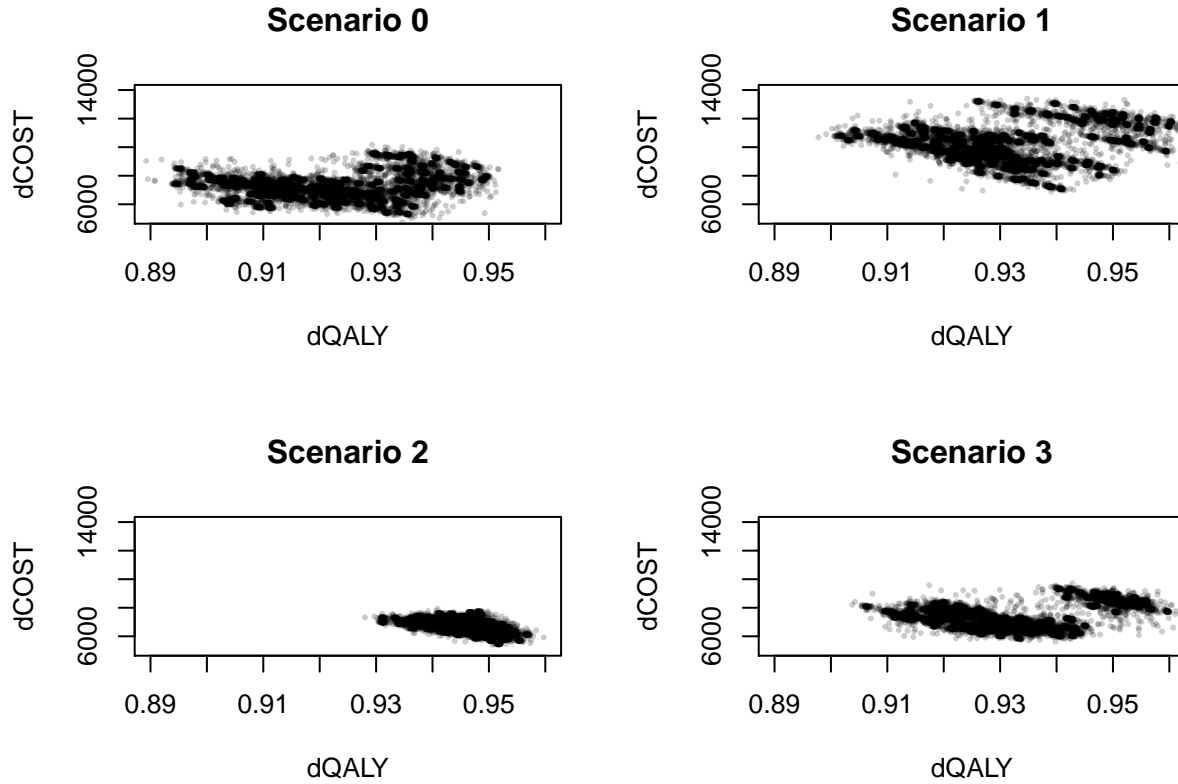 Scenario 0
dCOST
14000
6000
0.89 0.91 0.93 0.95
dQALY
Scenario 1
dCOST
14000
6000
0.89 0.91 0.93 0.95
dQALY
Scenario 2
dCOST
14000
6000
0.89 0.91 0.93 0.95
dQALY
Scenario 3
dCOST
14000
6000
0.89 0.91 0.93 0.95
dQALY